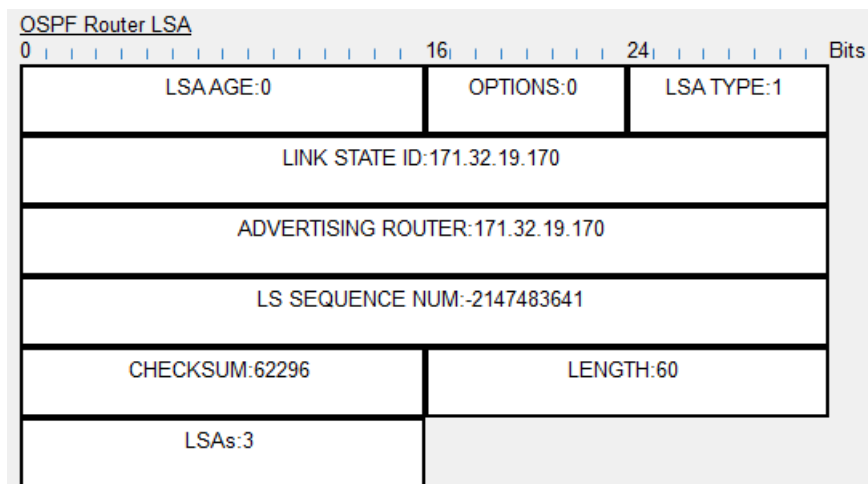 OSPF Router LSA
0 16 24 Bits
LSA AGE:0 OPTIONS:0 LSA TYPE:1
LINK STATE ID:171.32.19.170
ADVERTISING ROUTER:171.32.19.170
LS SEQUENCE NUM:-2147483641
CHECKSUM:62296 LENGTH:60
LSAs:3